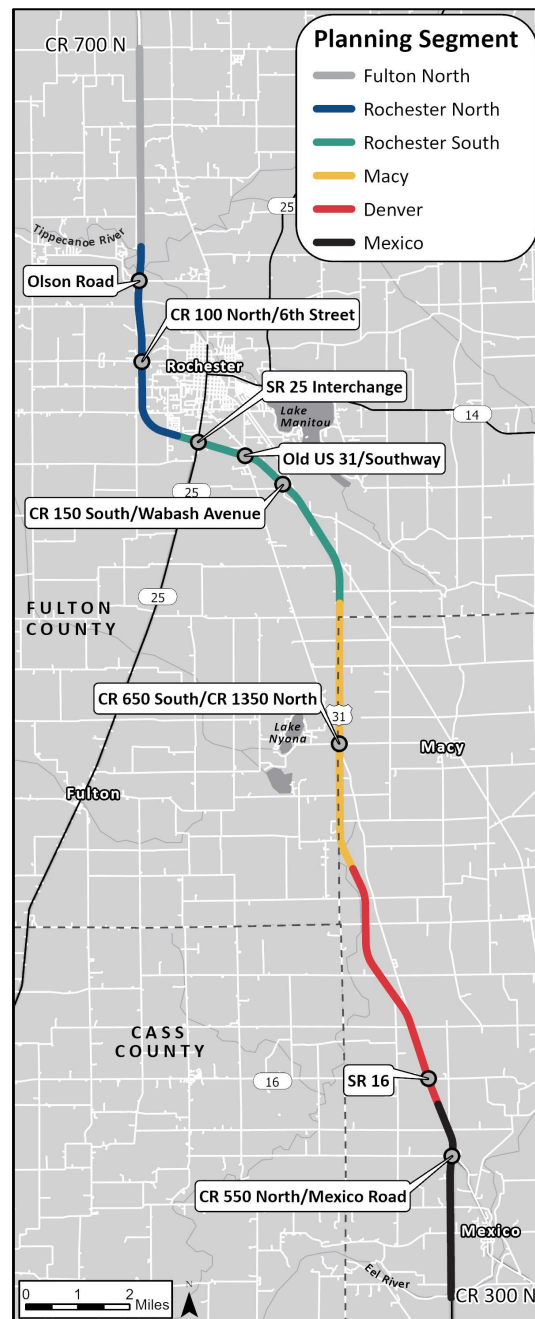 CR 700 N
Planning Segment
Fulton North
Rochester North
Rochester South
Macy
Denver
Mexico
25
Tippecanoe River
Olson Road
CR 100 North/6th Street
Rochester
SR 25 Interchange
Lake
Manitou
14
Old US 31/Southway
25
CR 150 South/Wabash Avenue
25
FULTON
COUNTY
CR 650 South/CR 1350 North
31
Lake
Nyona
Macy
Fulton
CASS
COUNTY
SR 16
16
CR 550 North/Mexico Road
Mexico
Eel River
CR 300 N
0 1 2
Miles
N